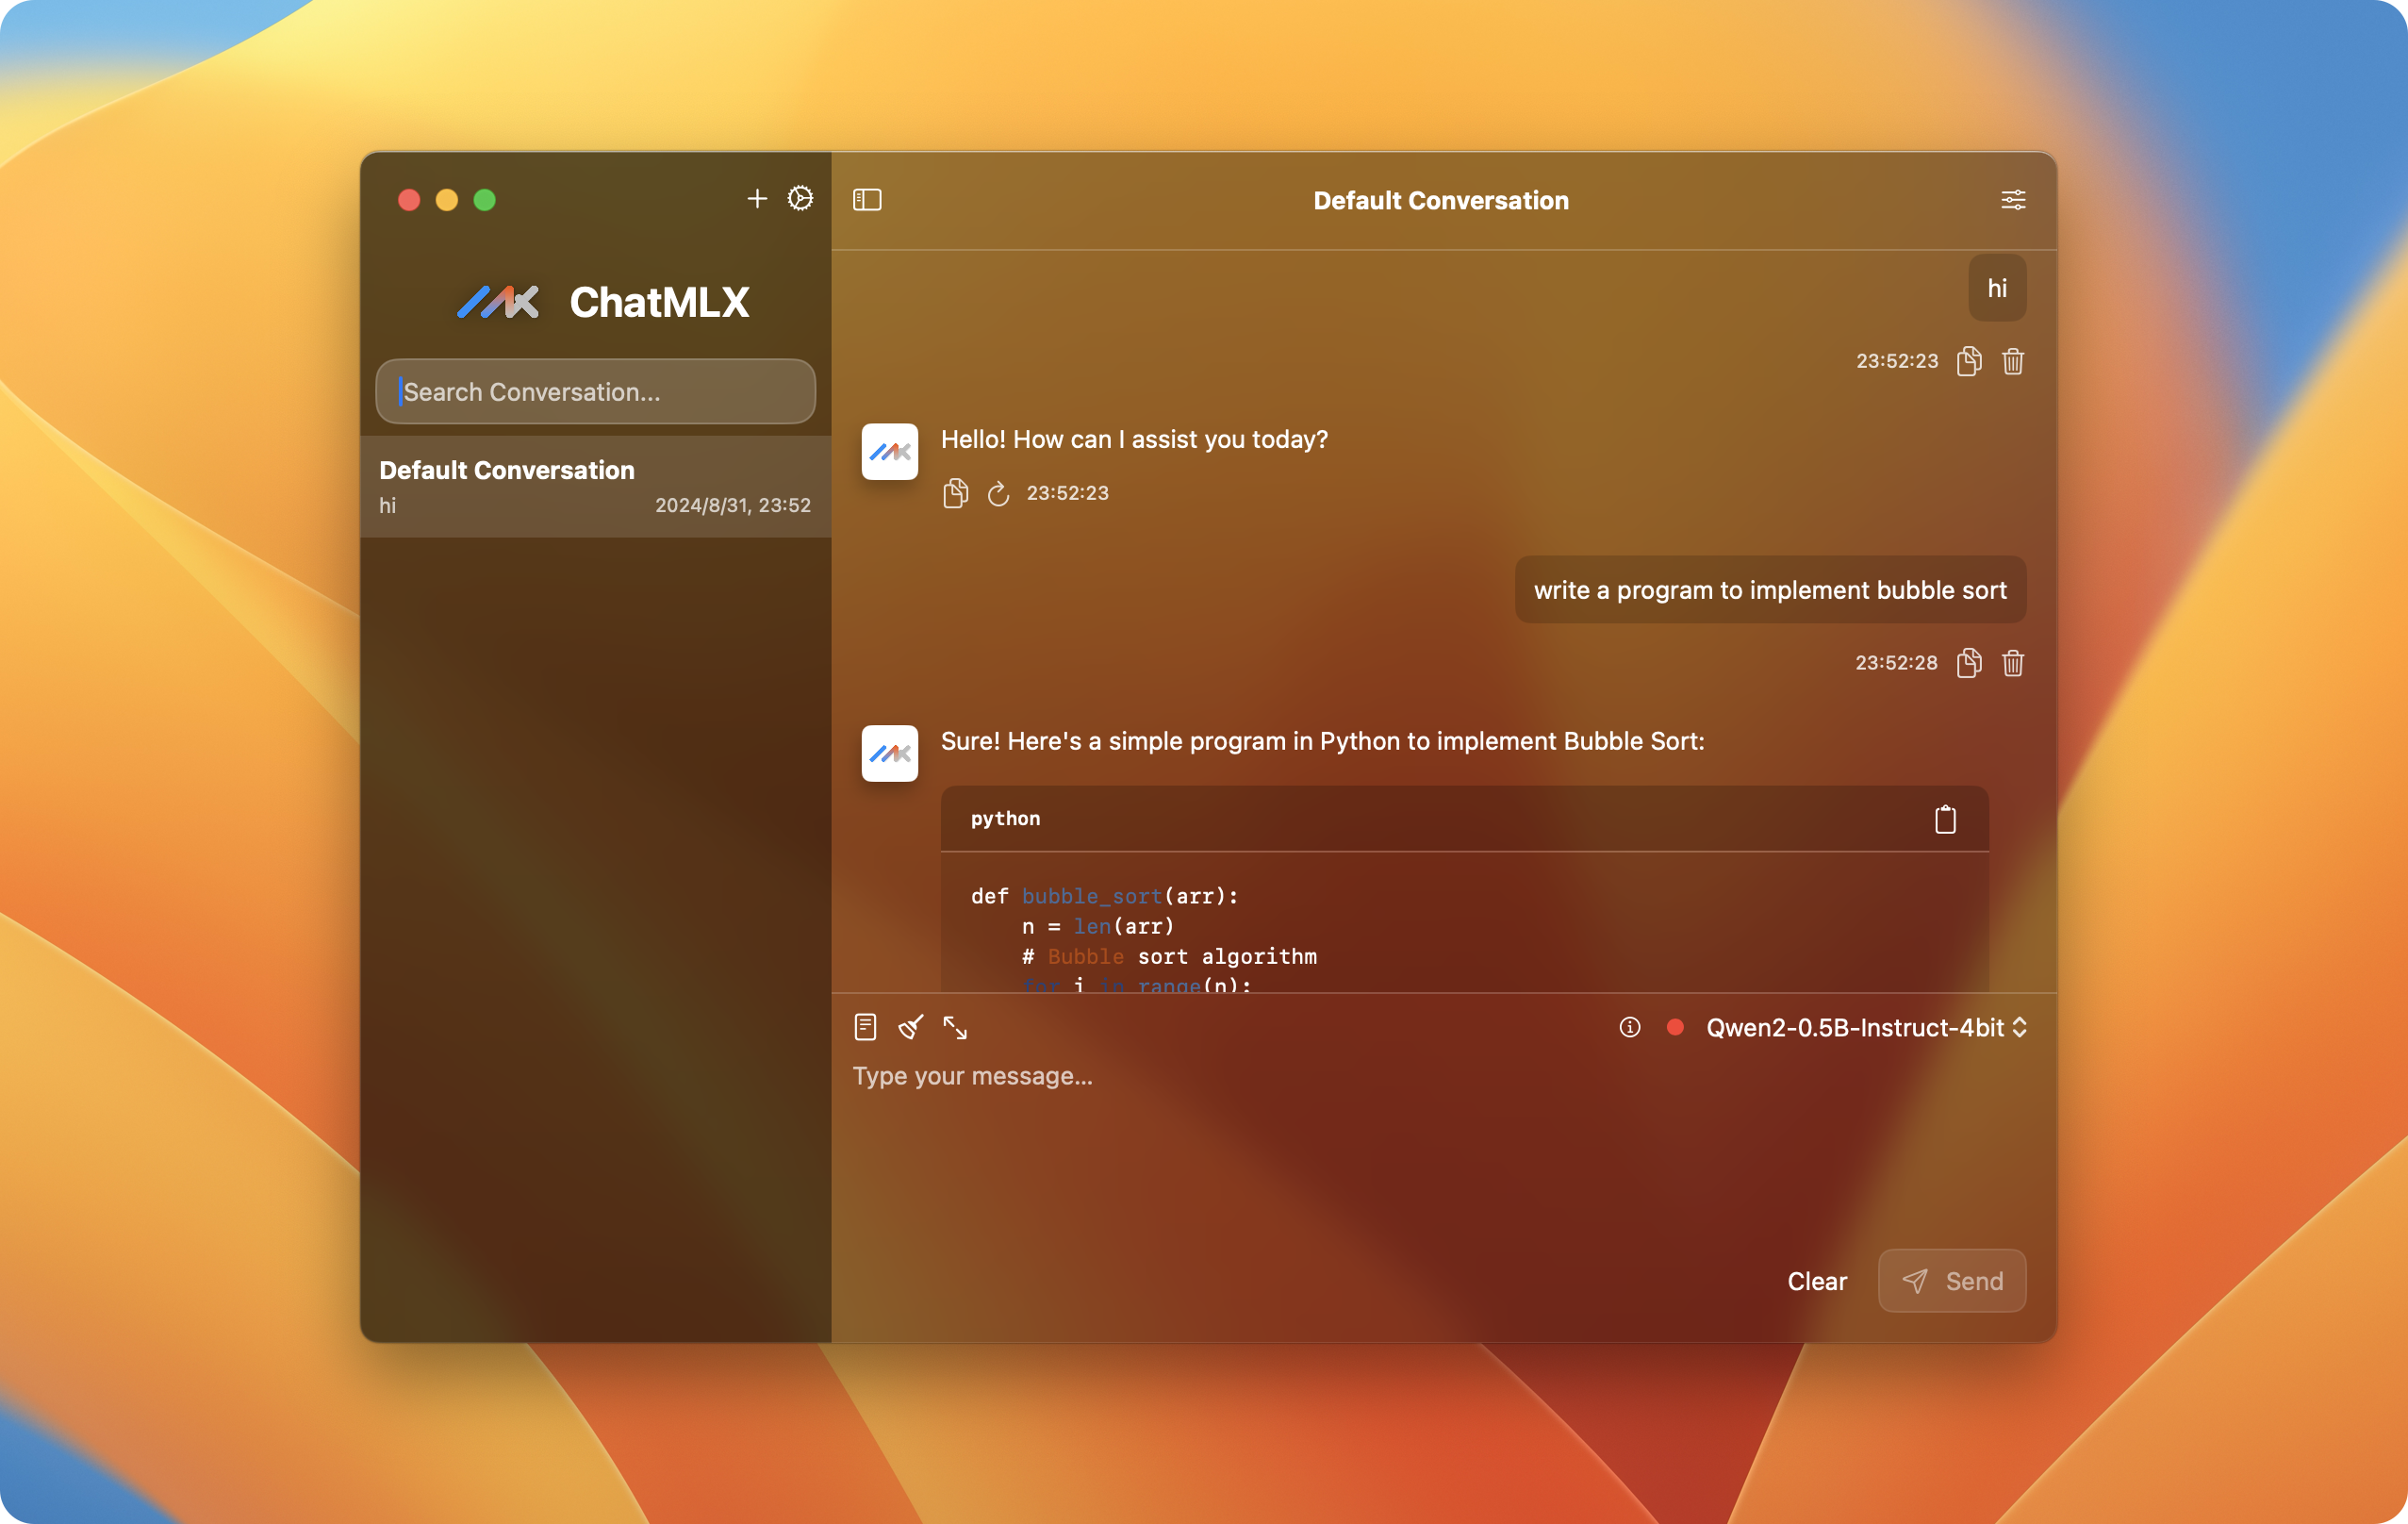 ChatMLX
Search Conversation...
Default Conversation
hi
2024/8/31, 23:52
Default Conversation
hi
23:52:23
Hello! How can I assist you today?
23:52:23
write a program to implement bubble sort
23:52:28
Sure! Here's a simple program in Python to implement Bubble Sort:
python
def bubble_sort(arr):
    n = len(arr)
    # Bubble sort algorithm
    for i in range(n):
Qwen2-0.5B-Instruct-4bit
Type your message...
Clear
Send